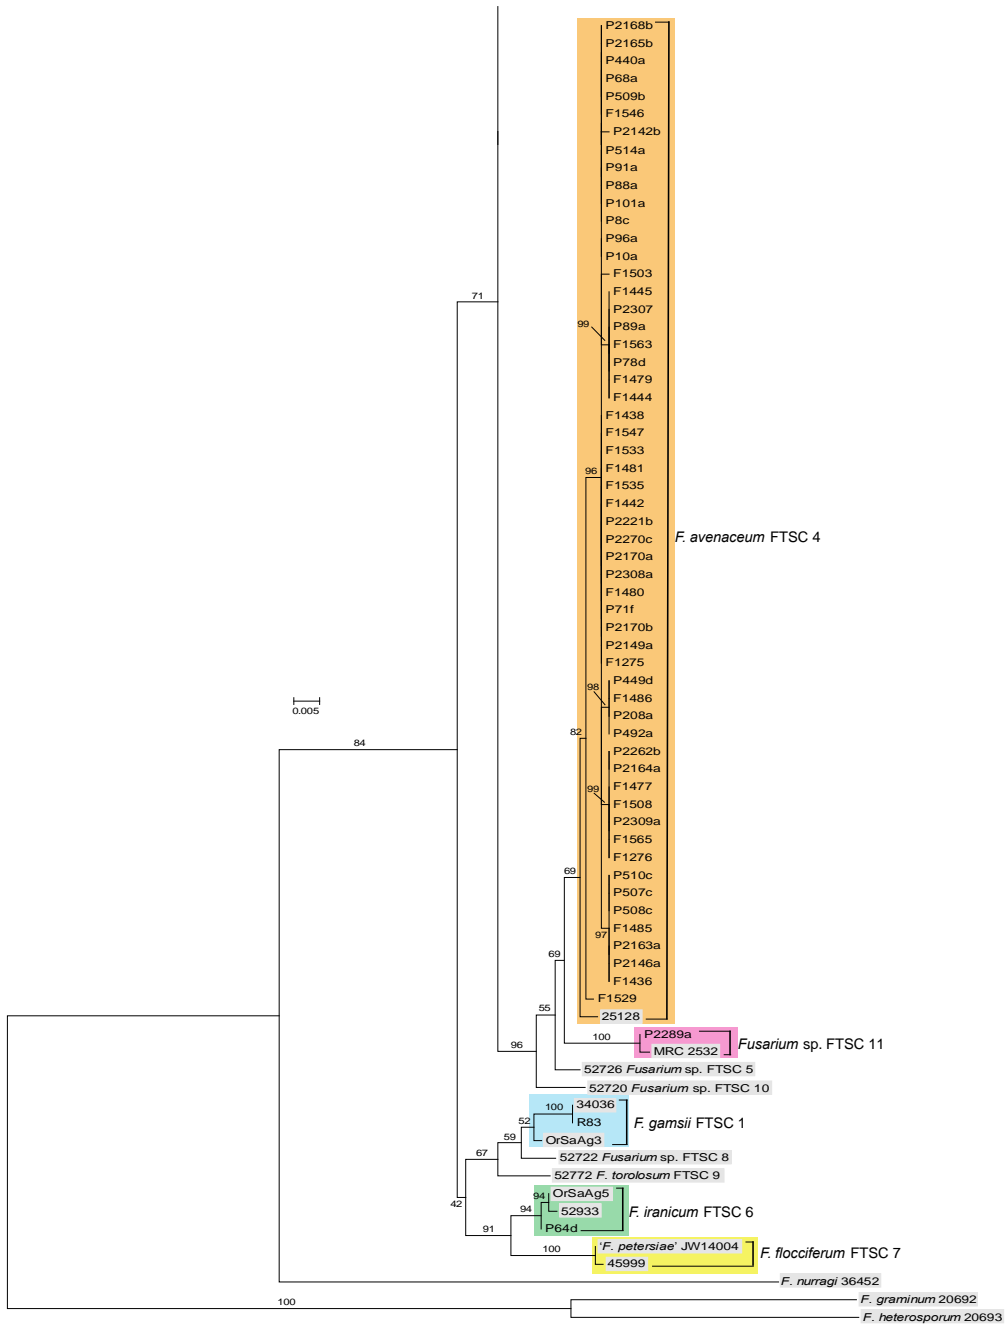 P2168b
P2165b
P440a
P68a
P509b
F1546
P2142b
P514a
P91a
P88a
P101a
P8c
P96a
P10a
F1503
71
F1445
P2307
99
P89a
F1563
P78d
F1479
F1444
F1438
F1547
F1533
96
F1481
F1535
F1442
P2221b
F. avenaceum FTSC 4
P2270c
P2170a
P2308a
F1480
P71f
P2170b
P2149a
F1275
P449d
98
F1486
0.005
P208a
82
P492a
84
P2262b
P2164a
F1477
99
F1508
P2309a
F1565
F1276
69
P510c
P507c
P508c
F1485
97
P2163a
69
P2146a
F1436
F1529
55
25128
P2289a
100
Fusarium sp. FTSC 11
96
MRC 2532
52726 Fusarium sp. FTSC 5
52720 Fusarium sp. FTSC 10
100
34036
52
R83
F. gamsii FTSC 1
59
OrSaAg3
67
52722 Fusarium sp. FTSC 8
52772 F. torolosum FTSC 9
94
OrSaAg5
42
94
52933
F. iranicum FTSC 6
91
P64d
100
'F. petersiae' JW14004
F. flocciferum FTSC 7
45999
F. nurragi 36452
100
F. graminum 20692
F. heterosporum 20693